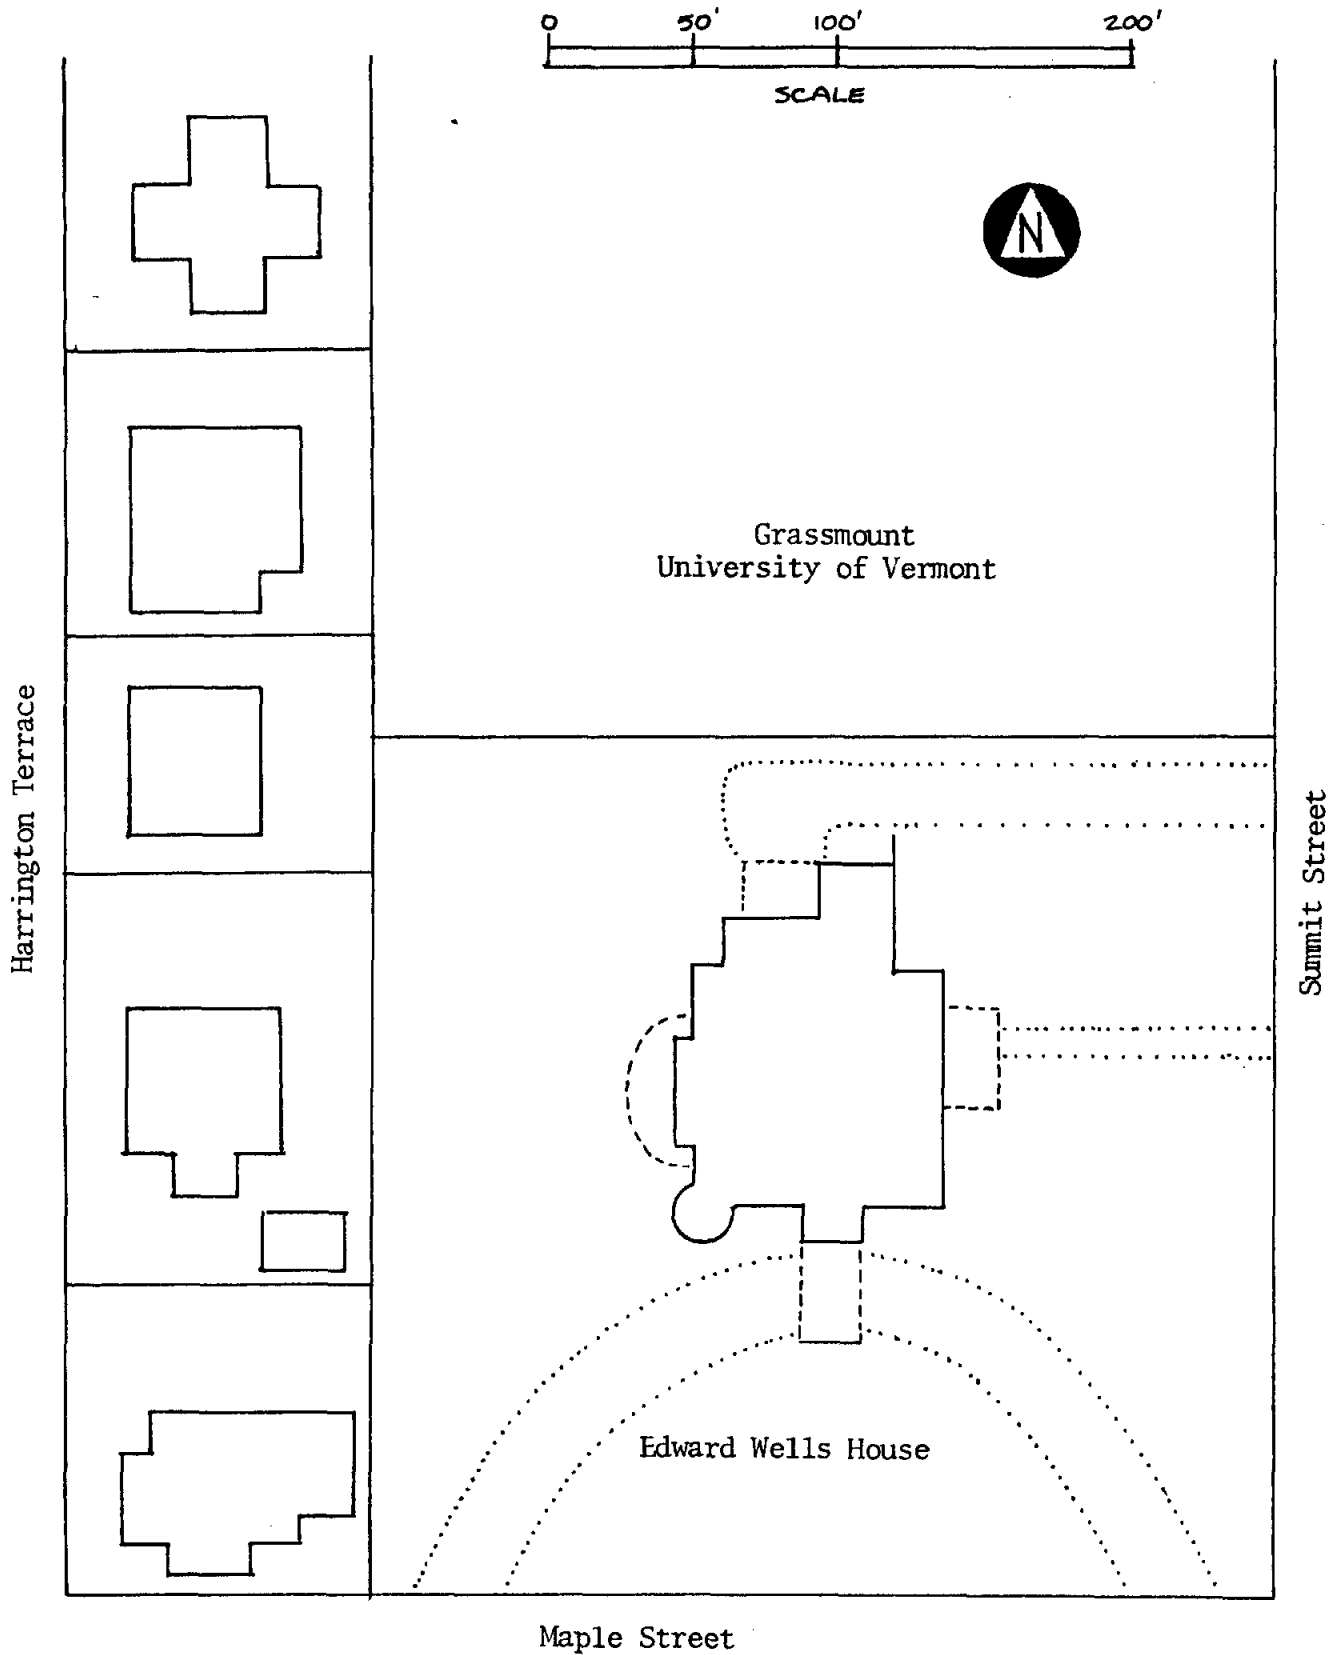 0 50' 100' 200'
SCALE
N
Grassmount
University of Vermont
Harrington Terrace
Summit Street
Edward Wells House
Maple Street